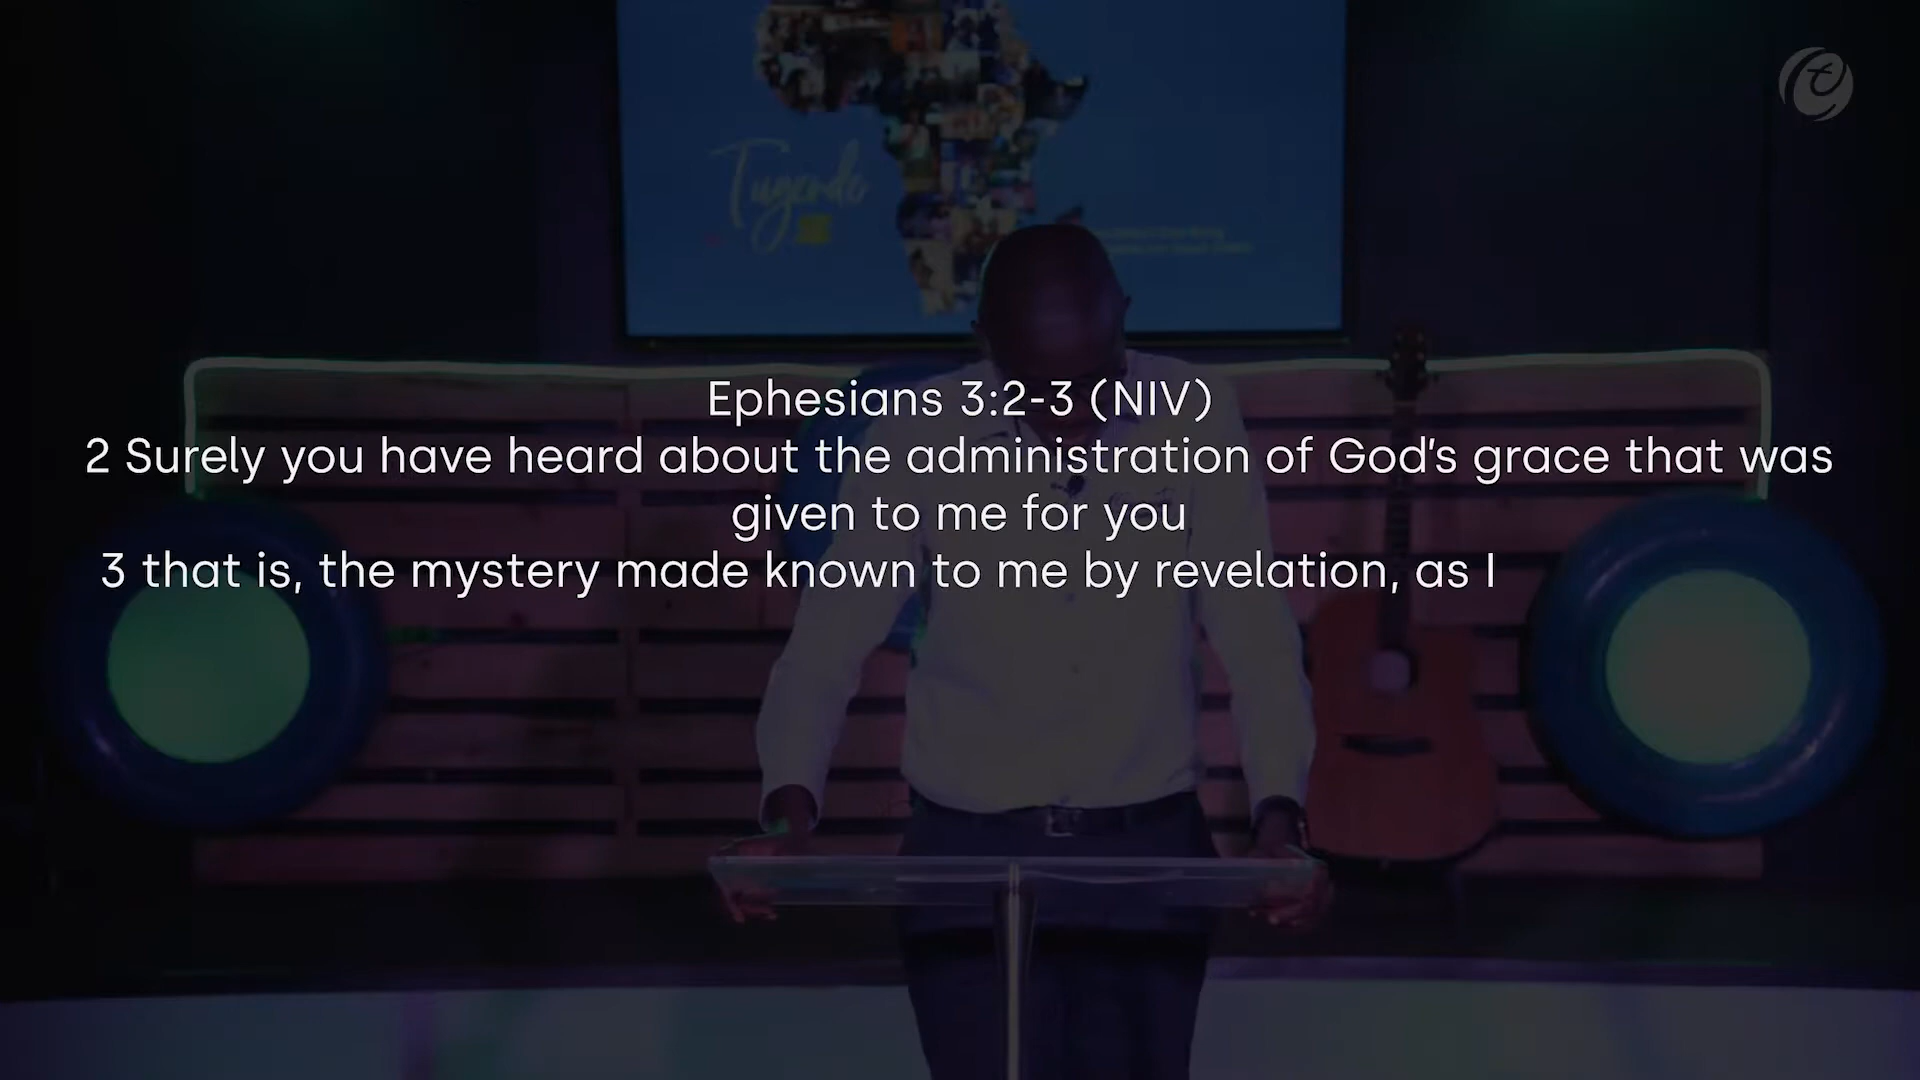 Tugende
Ephesians 3:2-3 (NIV)
2 Surely you have heard about the administration of God's grace that was
given to me for you
3 that is, the mystery made known to me by revelation, as I